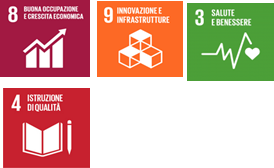 8 BUONA OCCUPAZIONE
E CRESCITA ECONOMICA
9 INNOVAZIONE E
INFRASTRUTTURE
3 SALUTE
E BENESSERE
4 ISTRUZIONE
DI QUALITÀ